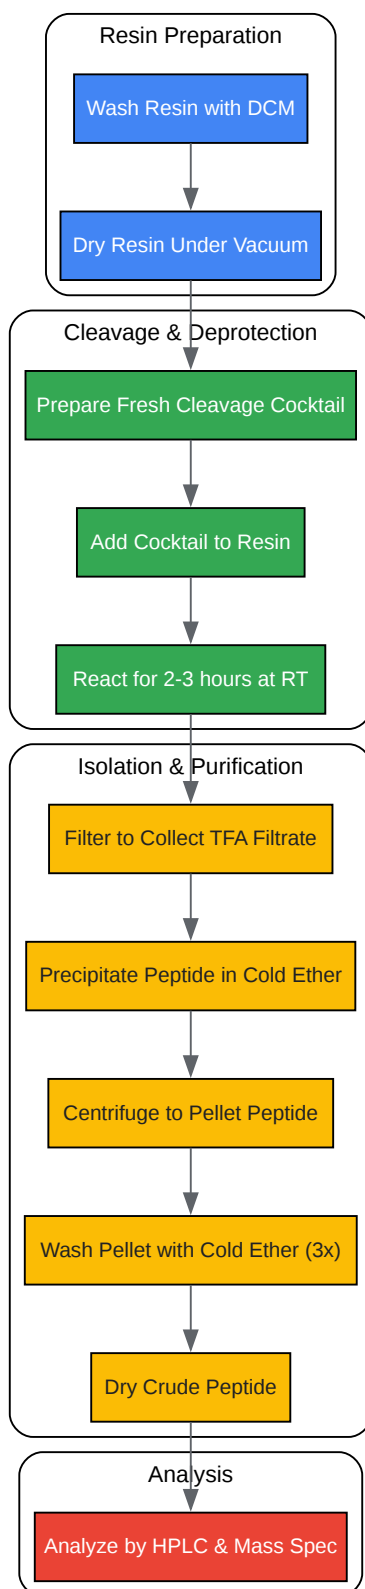 Resin Preparation
Wash Resin with DCM
Dry Resin Under Vacuum
Cleavage & Deprotection
Prepare Fresh Cleavage Cocktail
Add Cocktail to Resin
React for 2-3 hours at RT
Isolation & Purification
Filter to Collect TFA Filtrate
Precipitate Peptide in Cold Ether
Centrifuge to Pellet Peptide
Wash Pellet with Cold Ether (3x)
Dry Crude Peptide
Analysis
Analyze by HPLC & Mass Spec